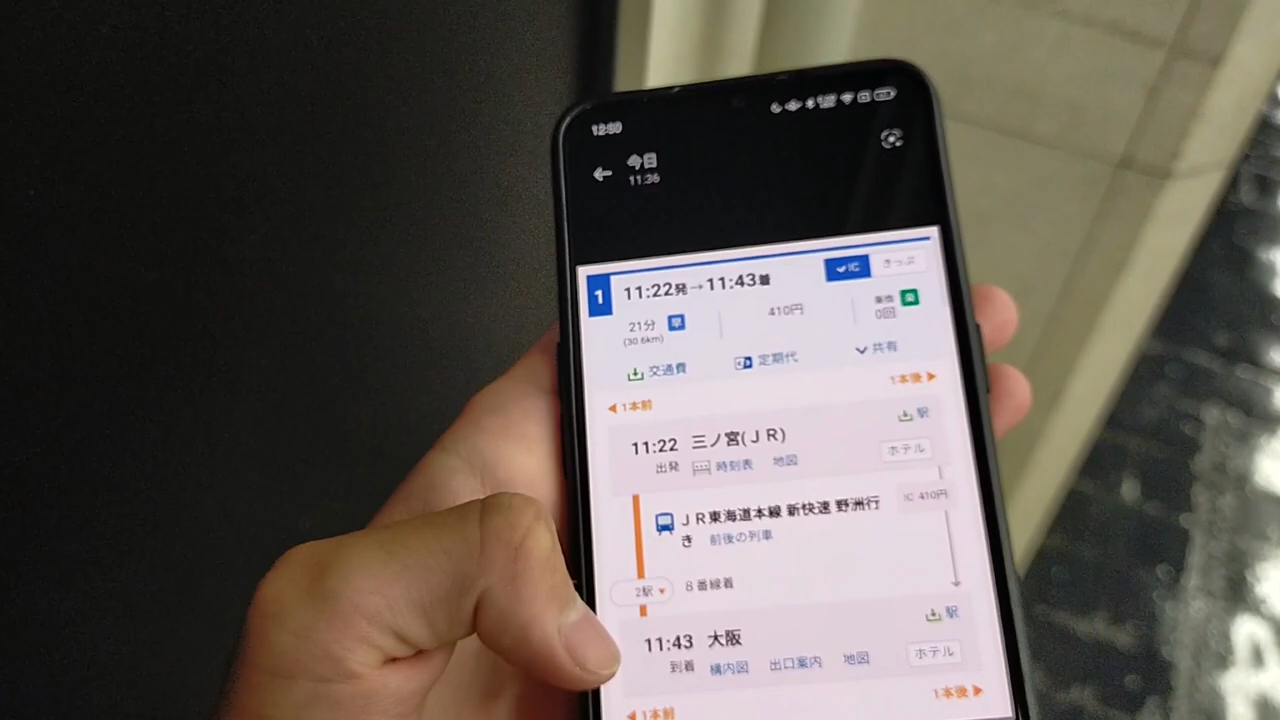 今日
11:36
1 11:22発→11:43着 IC きっぷ
21分 早 410円 乗換 楽
(30.6km) 0回
交通費 定期代 共有
1本前 1本後
11:22 三ノ宮(JR) 駅
出発 時刻表 地図 ホテル
JR東海道本線 新快速 野洲行 IC 410円
き 前後の列車
2駅 8番線着
11:43 大阪 駅
到着 構内図 出口案内 地図 ホテル
1本前 1本後